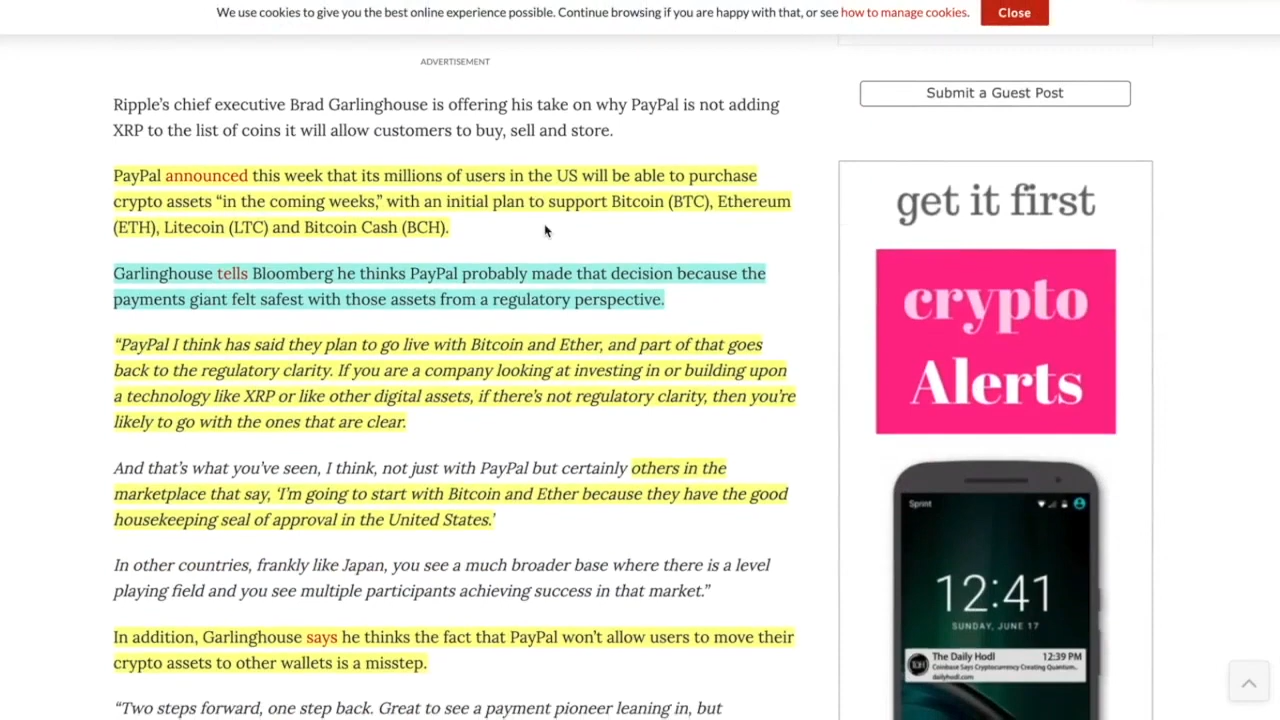 We use cookies to give you the best online experience possible. Continue browsing if you are happy with that, or see how to manage cookies.
Close
ADVERTISEMENT
Ripple’s chief executive Brad Garlinghouse is offering his take on why PayPal is not adding
XRP to the list of coins it will allow customers to buy, sell and store.
PayPal announced this week that its millions of users in the US will be able to purchase
crypto assets “in the coming weeks,” with an initial plan to support Bitcoin (BTC), Ethereum
(ETH), Litecoin (LTC) and Bitcoin Cash (BCH).
Garlinghouse tells Bloomberg he thinks PayPal probably made that decision because the
payments giant felt safest with those assets from a regulatory perspective.
“PayPal I think has said they plan to go live with Bitcoin and Ether, and part of that goes
back to the regulatory clarity. If you are a company looking at investing in or building upon
a technology like XRP or like other digital assets, if there’s not regulatory clarity, then you’re
likely to go with the ones that are clear.
And that’s what you’ve seen, I think, not just with PayPal but certainly others in the
marketplace that say, ‘I’m going to start with Bitcoin and Ether because they have the good
housekeeping seal of approval in the United States.’
In other countries, frankly like Japan, you see a much broader base where there is a level
playing field and you see multiple participants achieving success in that market.”
In addition, Garlinghouse says he thinks the fact that PayPal won’t allow users to move their
crypto assets to other wallets is a misstep.
“Two steps forward, one step back. Great to see a payment pioneer leaning in, but
Submit a Guest Post
get it first
crypto
Alerts
Sprint
12:41
SUNDAY, JUNE 17
The Daily Hodl 12:39 PM
Coinbase Says Cryptocurrency Creating Quantum..
dailyhodl.com